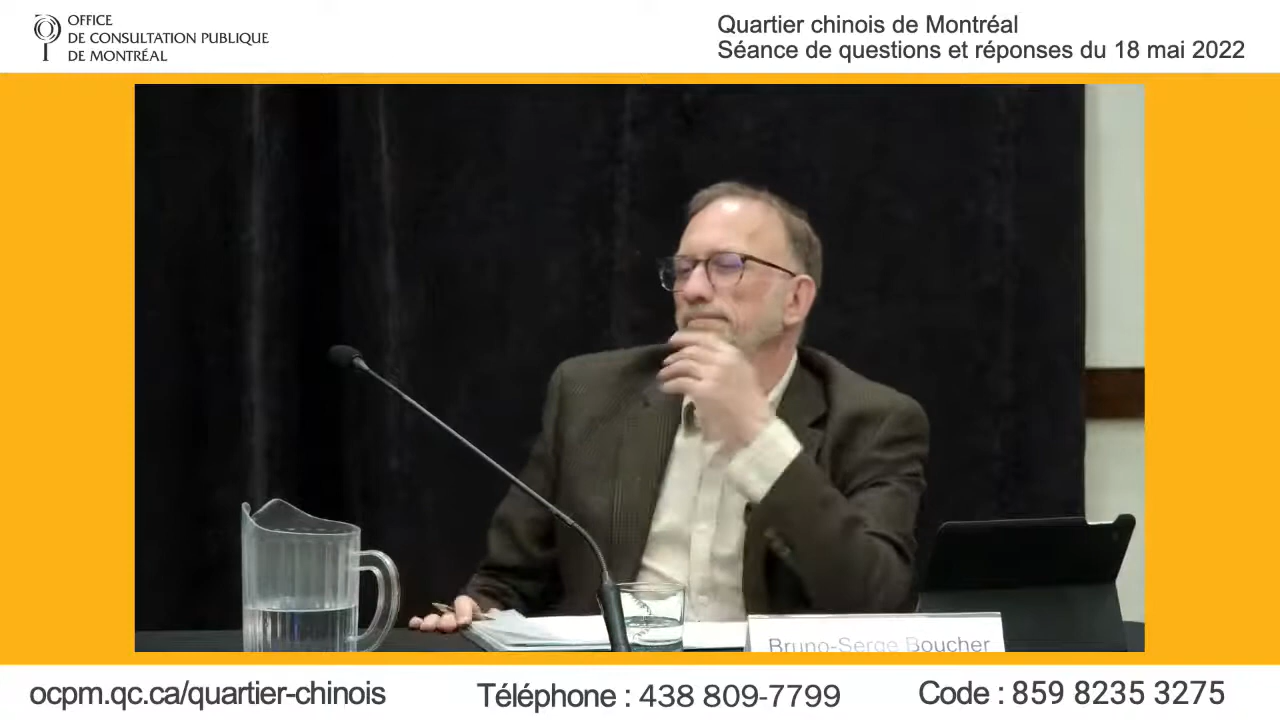 OFFICE
DE CONSULTATION PUBLIQUE
DE MONTRÉAL
Quartier chinois de Montréal
Séance de questions et réponses du 18 mai 2022
Bruno-Serge Boucher
ocpm.qc.ca/quartier-chinois
Téléphone : 438 809-7799
Code : 859 8235 3275